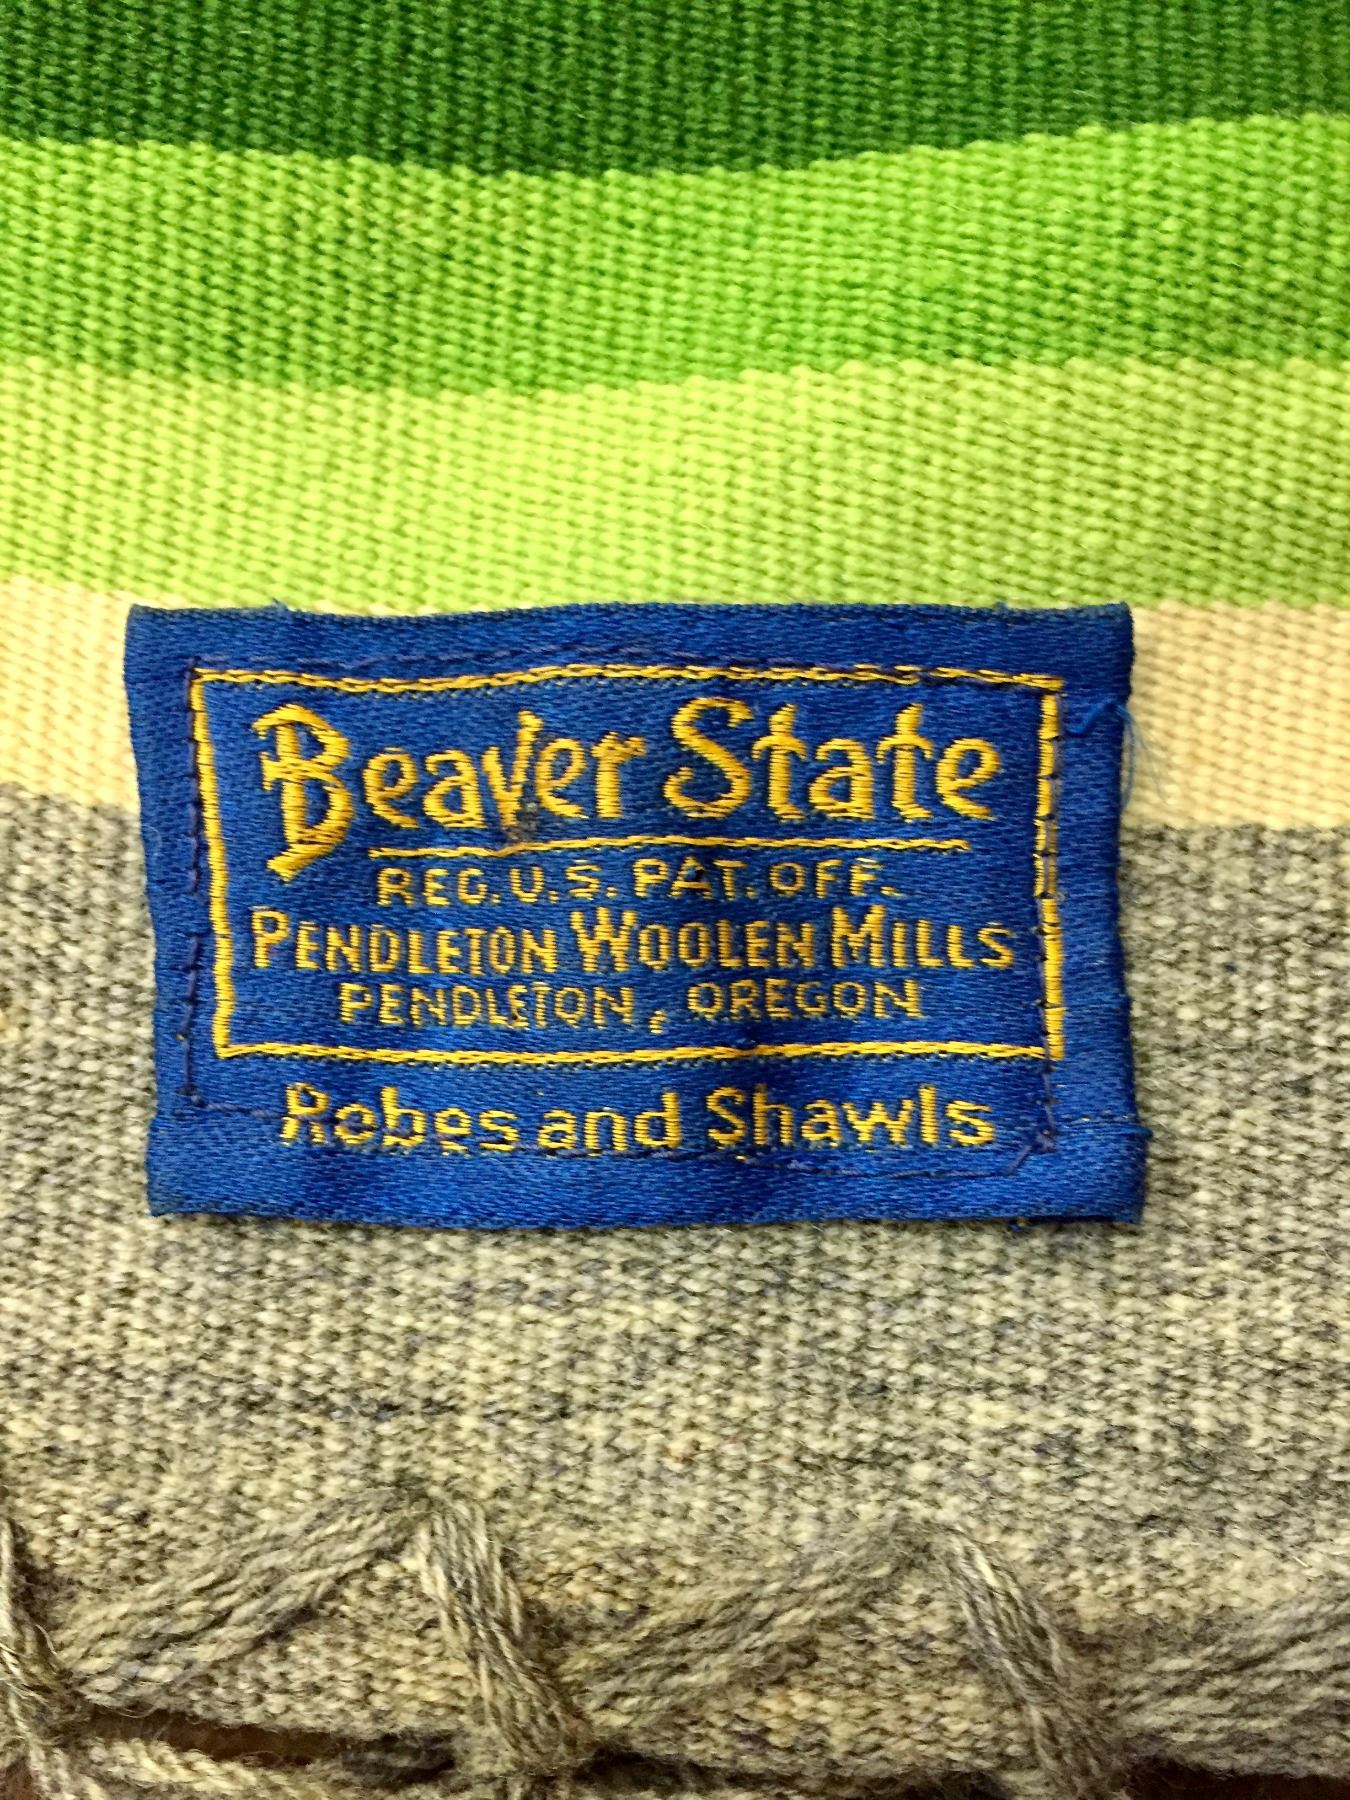 Beaver State
REG. U.S. PAT. OFF.
PENDLETON WOOLEN MILLS
PENDLETON, OREGON
Robes and Shawls